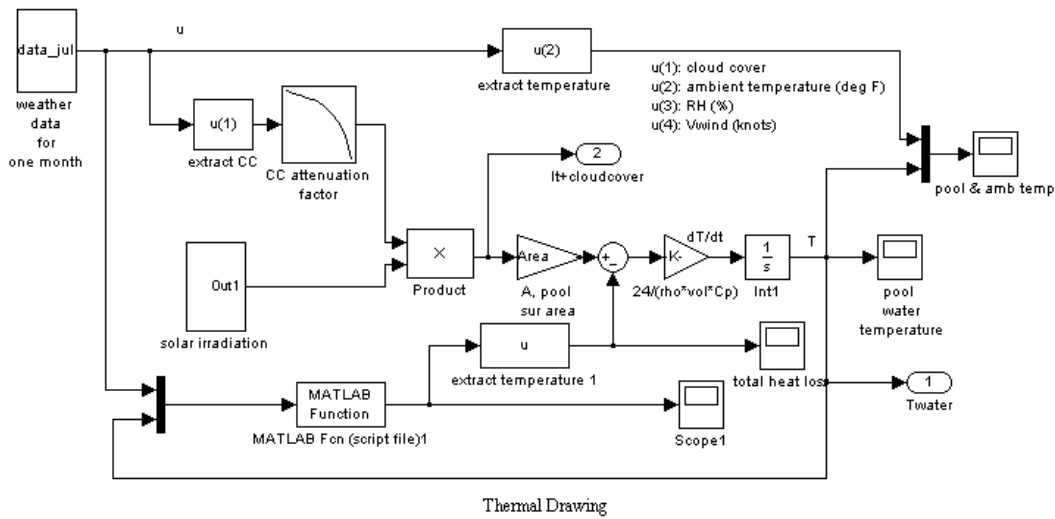 data_jul
weather
data
for
one month
u
u(2)
extract temperature
u(1): cloud cover
u(2): ambient temperature (deg F)
u(3): RH (%)
u(4): Vwind (knots)
u(1)
extract CC
CC attenuation
factor
2
It+cloudcover
pool & amb temp
Out1
solar irradiation
×
Product
Area
A, pool
sur area
+
-
K-
24/(rho*vol*Cp)
dT/dt
1
s
Int1
T
pool
water
temperature
u
extract temperature 1
total heat loss
MATLAB
Function
MATLAB Fcn (script file)1
Scope1
1
Twater
Thermal Drawing